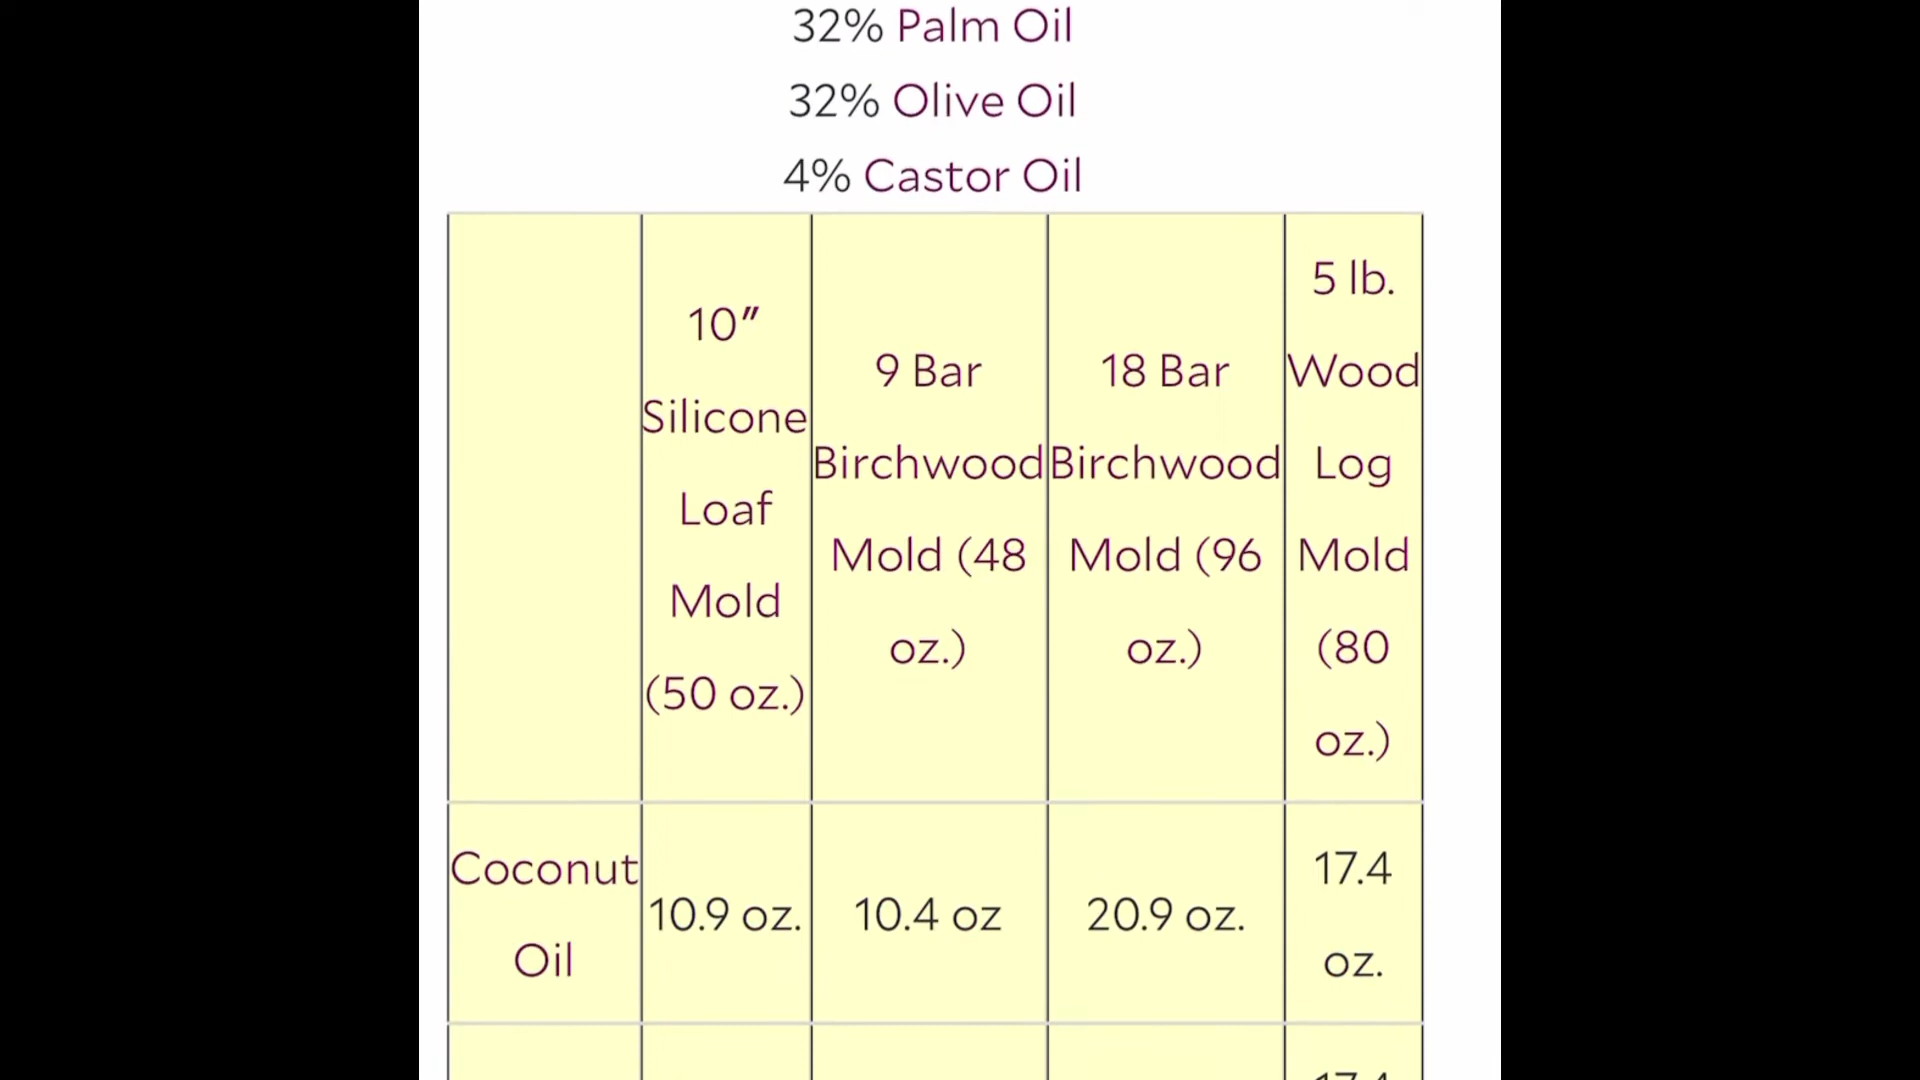 32% Palm Oil
32% Olive Oil
4% Castor Oil
10″
Silicone
Loaf
Mold
(50 oz.)
9 Bar
Birchwood
Mold (48
oz.)
18 Bar
Birchwood
Mold (96
oz.)
5 lb.
Wood
Log
Mold
(80
oz.)
Coconut
Oil
10.9 oz.
10.4 oz
20.9 oz.
17.4
oz.